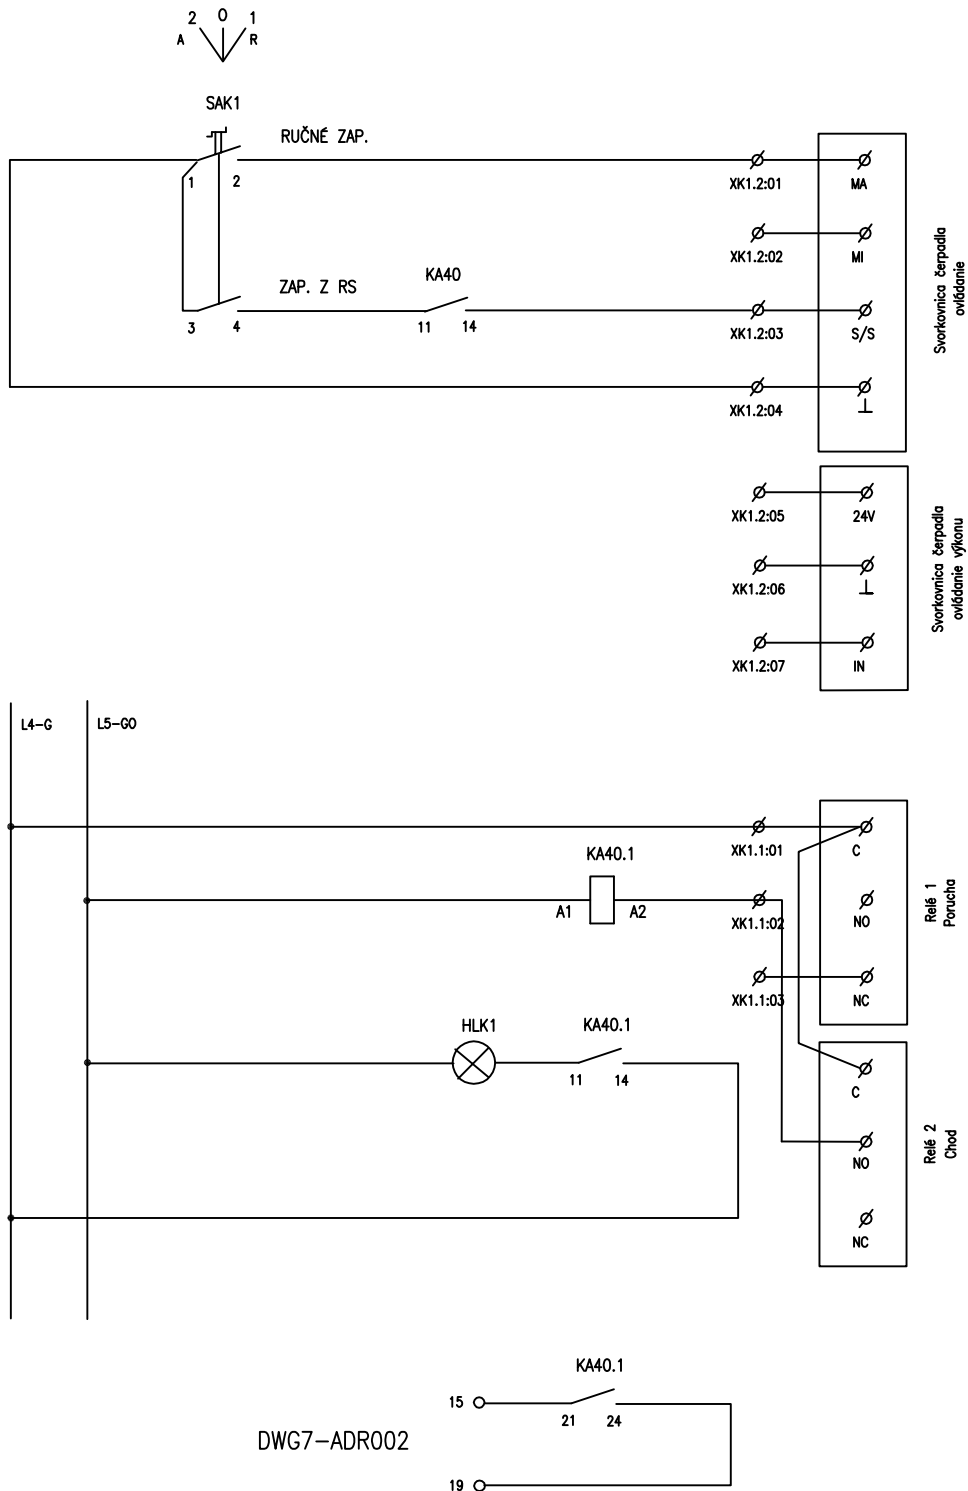 2 0 1
A R
SAK1
RUČNÉ ZAP.
1 2
XK1.2:01 MA
XK1.2:02 MI
ZAP. Z RS
KA40
3 4
11 14
XK1.2:03 S/S
XK1.2:04
Svorkovnica čerpadla
ovládanie
XK1.2:05 24V
XK1.2:06
XK1.2:07 IN
Svorkovnica čerpadla
ovládanie výkonu
L4-G L5-GO
XK1.1:01 C
KA40.1
A1 A2
XK1.1:02 NO
XK1.1:03 NC
Relé 1
Porucha
HLK1 KA40.1
11 14
C
NO
NC
Relé 2
Chod
KA40.1
15
21 24
DWG7-ADR002
19